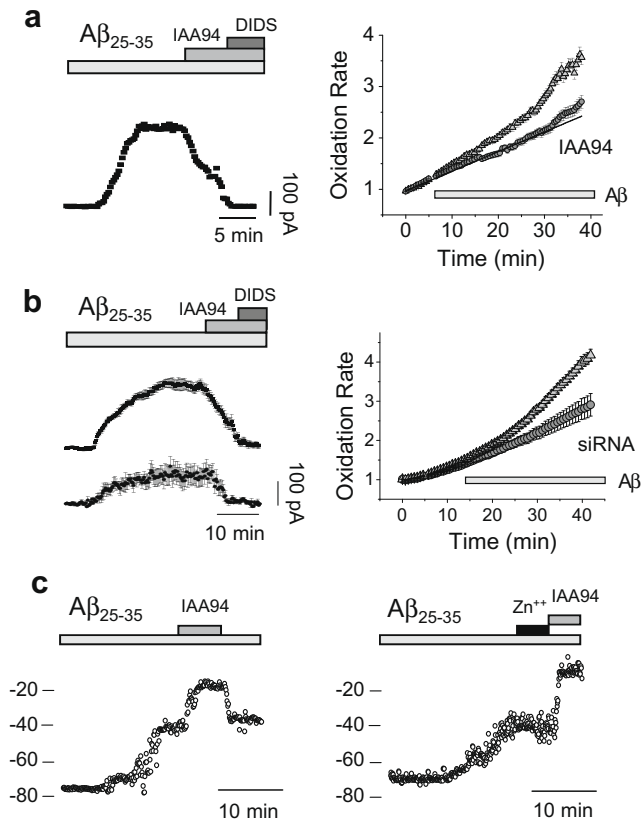 a
DIDS
Aβ25-35 IAA94
100 pA
5 min
Oxidation Rate
4
3
2
1
IAA94
Aβ
0 10 20 30 40
Time (min)
b
DIDS
Aβ25-35 IAA94
100 pA
10 min
Oxidation Rate
4
3
2
1
siRNA
Aβ
0 10 20 30 40
Time (min)
c
Aβ25-35 IAA94
-20
-40
-60
-80
10 min
Aβ25-35 Zn++ IAA94
-20
-40
-60
-80
10 min